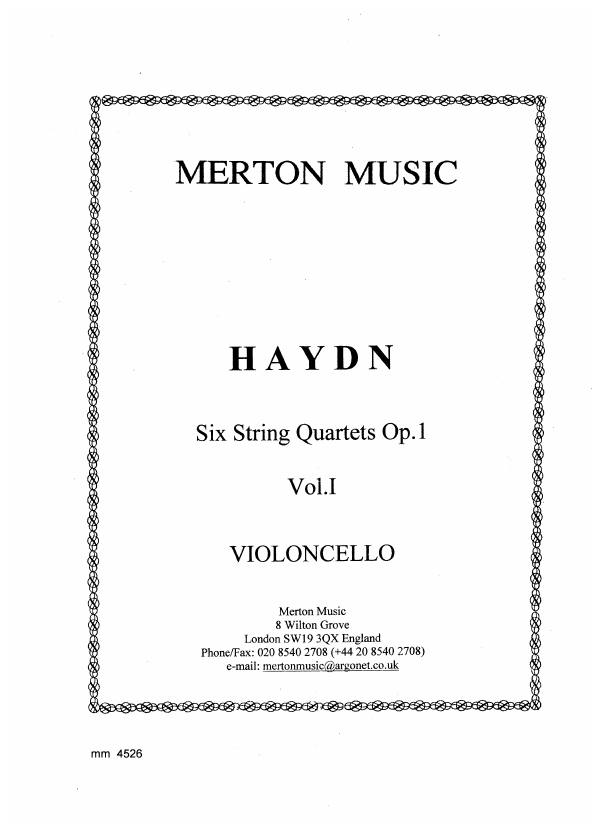 MERTON MUSIC
HAYDN
Six String Quartets Op.1
Vol.I
VIOLONCELLO
Merton Music
8 Wilton Grove
London SW19 3QX England
Phone/Fax: 020 8540 2708 (+44 20 8540 2708)
e-mail: mertonmusic@argonet.co.uk
mm 4526